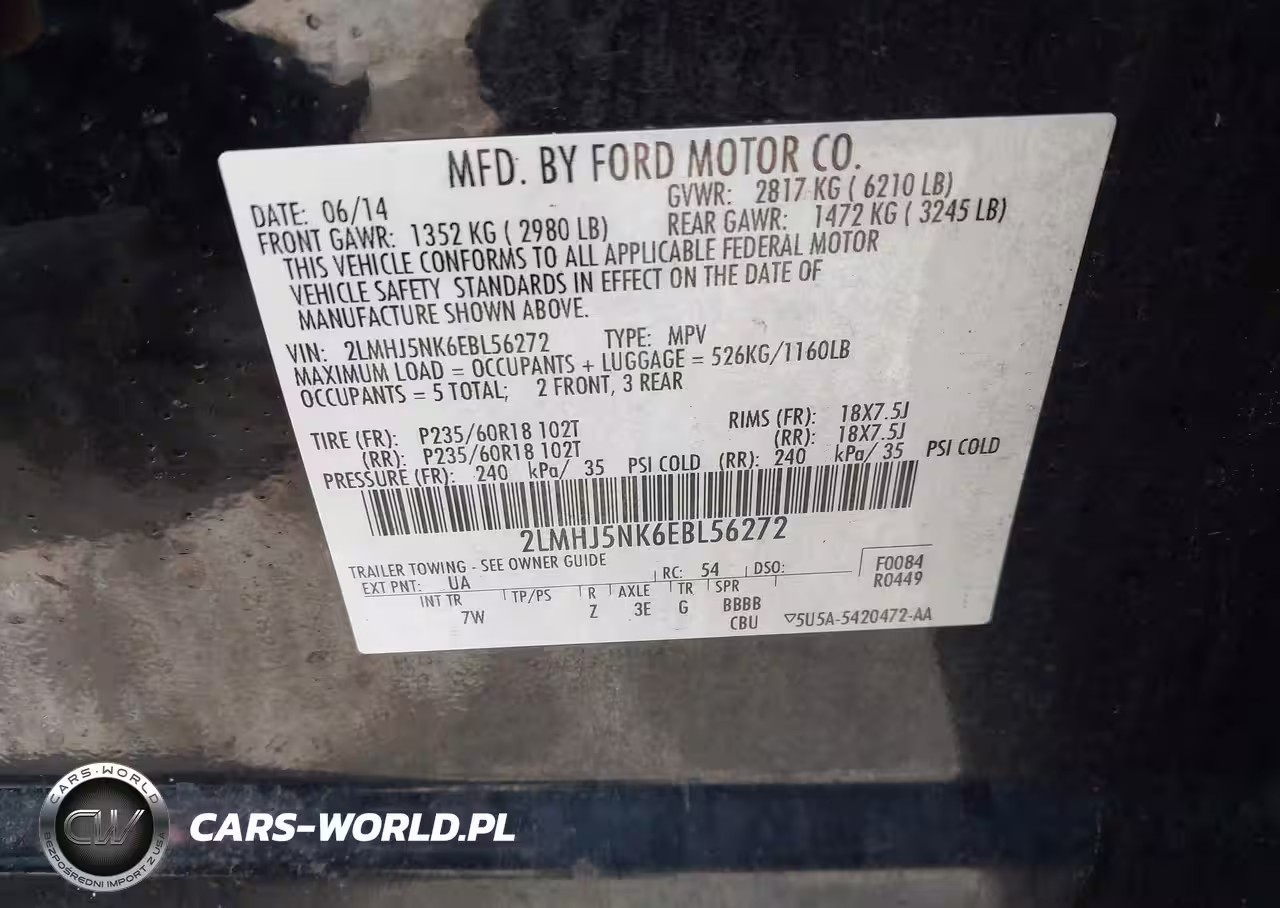 MFD. BY FORD MOTOR CO.
DATE: 06/14 GVWR: 2817 KG ( 6210 LB)
FRONT GAWR: 1352 KG ( 2980 LB) REAR GAWR: 1472 KG ( 3245 LB)
THIS VEHICLE CONFORMS TO ALL APPLICABLE FEDERAL MOTOR
VEHICLE SAFETY STANDARDS IN EFFECT ON THE DATE OF
MANUFACTURE SHOWN ABOVE.
VIN: 2LMHJ5NK6EBL56272 TYPE: MPV
MAXIMUM LOAD = OCCUPANTS + LUGGAGE = 526KG/1160LB
OCCUPANTS = 5 TOTAL; 2 FRONT, 3 REAR
TIRE (FR): P235/60R18 102T RIMS (FR): 18X7.5J
(RR): P235/60R18 102T (RR): 18X7.5J
PRESSURE (FR): 240 kPa/ 35 PSI COLD (RR): 240 kPa/ 35 PSI COLD
2LMHJ5NK6EBL56272
TRAILER TOWING - SEE OWNER GUIDE
EXT PNT: UA RC: 54 DSO: F0084
R0449
INT TR TP/PS R AXLE TR SPR
7W Z 3E G BBBB
CBU ▽5U5A-5420472-AA
CARS-WORLD
CW
BEZPOŚREDNI IMPORT Z USA
CARS-WORLD.PL